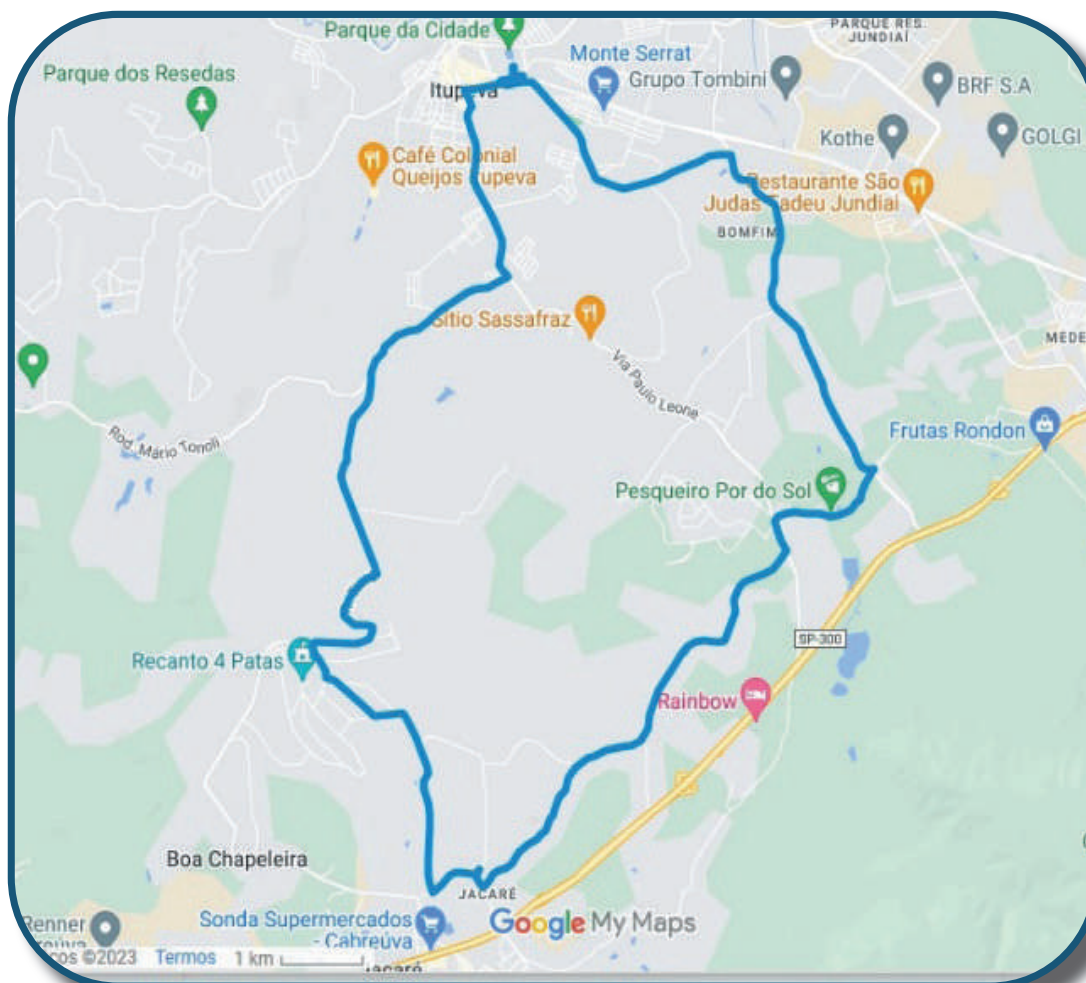 PARQUE RES.
JUNDIAÍ
Parque da Cidade
Monte Serrat
Parque dos Resedas
Grupo Tombini
BRF S.A
Itupeva
Kothe
GOLGI
Café Colonial
Queijos Itupeva
Restaurante São
Judas Tadeu Jundiaí
BOMFIM
Sítio Sassafraz
MEDE
Via Paulo Leone
Rod. Mário Tonoli
Frutas Rondon
Pesqueiro Por do Sol
SP-300
Recanto 4 Patas
Rainbow
Boa Chapeleira
JACARÉ
Sonda Supermercados
- Cabreúva
Google My Maps
Renner
cos ©2023 Termos 1 km
Jacaré